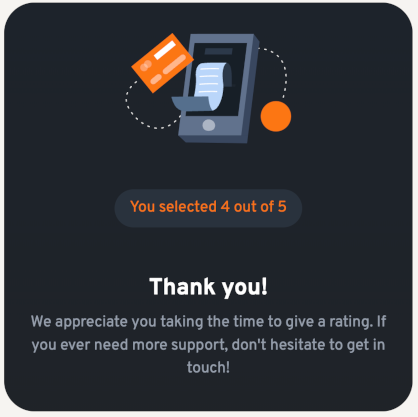 You selected 4 out of 5
Thank you!
We appreciate you taking the time to give a rating. If
you ever need more support, don't hesitate to get in
touch!